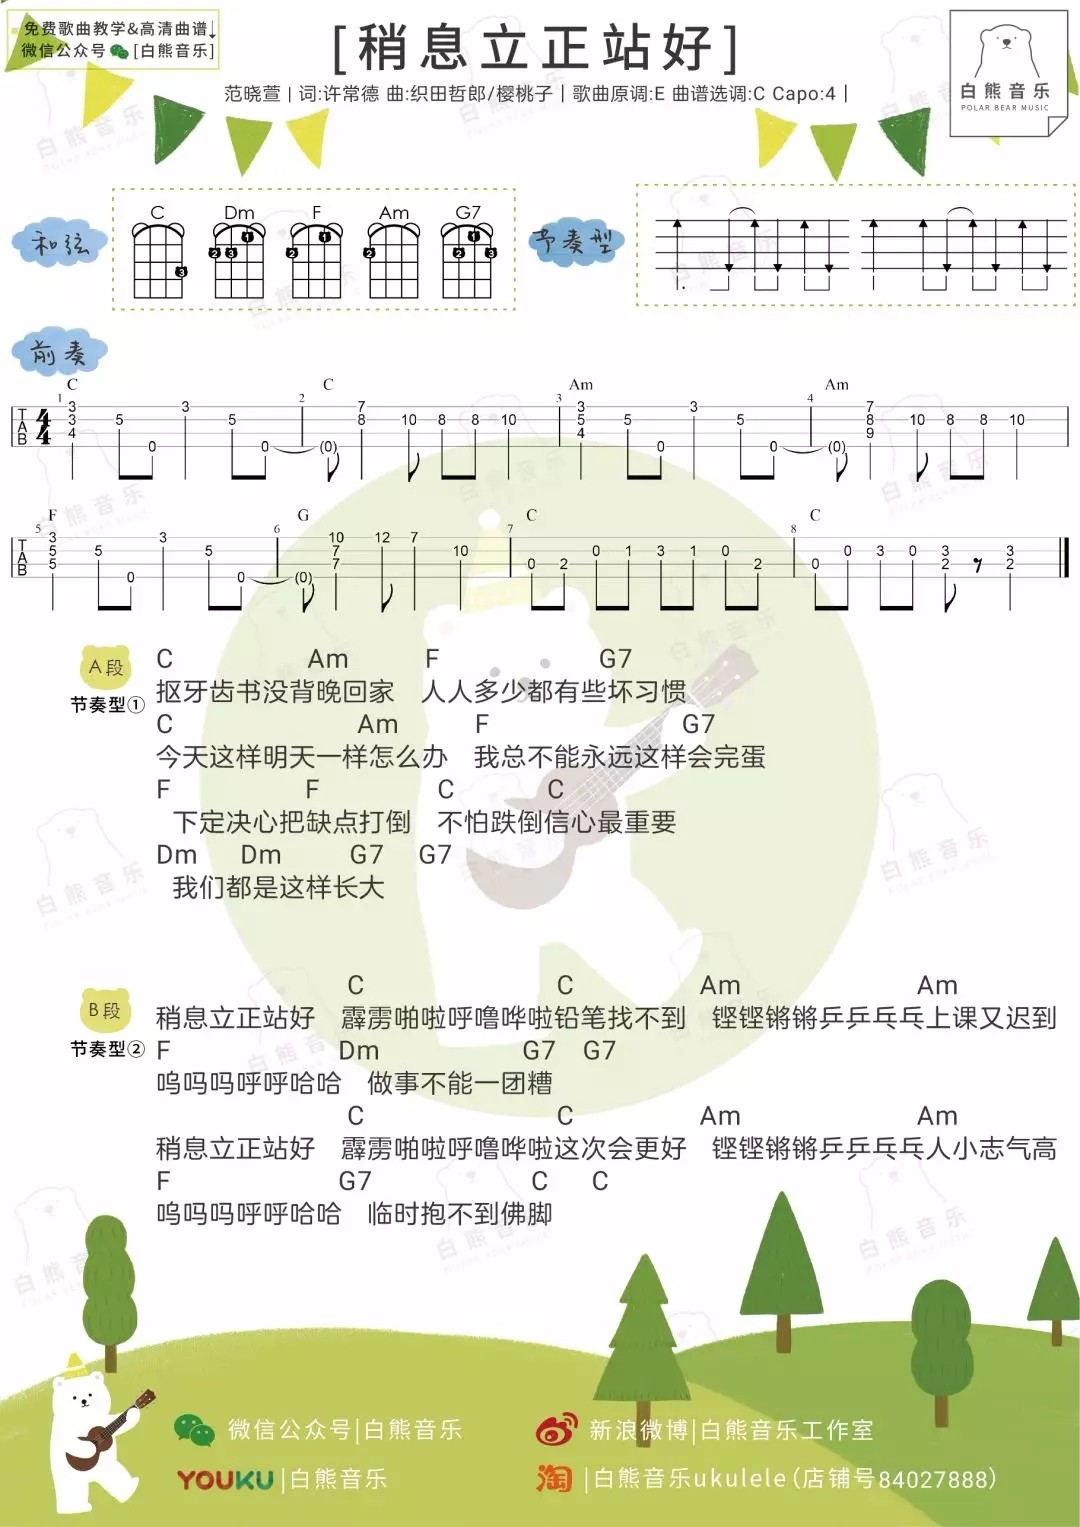 免费歌曲教学&高清曲谱↓
微信公众号 [白熊音乐]
[稍息立正站好]
范晓萱 | 词:许常德 曲:织田哲郎/樱桃子 | 歌曲原调:E 曲谱选调:C Capo:4 |
白熊音乐
POLAR BEAR MUSIC
和弦
C Dm F Am G7
节奏型
前奏
C C Am Am
F G C C
A段
节奏型①
C Am F G7
抠牙齿书没背晚回家 人人多少都有些坏习惯
C Am F G7
今天这样明天一样怎么办 我总不能永远这样会完蛋
F F C C
下定决心把缺点打倒 不怕跌倒信心最重要
Dm Dm G7 G7
我们都是这样长大
B段
节奏型②
C C Am Am
稍息立正站好 霹雳啪啦呼噜哗啦铅笔找不到 铿铿锵锵乒乒乓乓上课又迟到
F Dm G7 G7
呜吗吗呼呼哈哈 做事不能一团糟
C C Am Am
稍息立正站好 霹雳啪啦呼噜哗啦这次会更好 铿铿锵锵乒乒乓乓人小志气高
F G7 C C
呜吗吗呼呼哈哈 临时抱不到佛脚
微信公众号|白熊音乐
新浪微博|白熊音乐工作室
YOUKU |白熊音乐
淘 |白熊音乐ukulele(店铺号84027888)